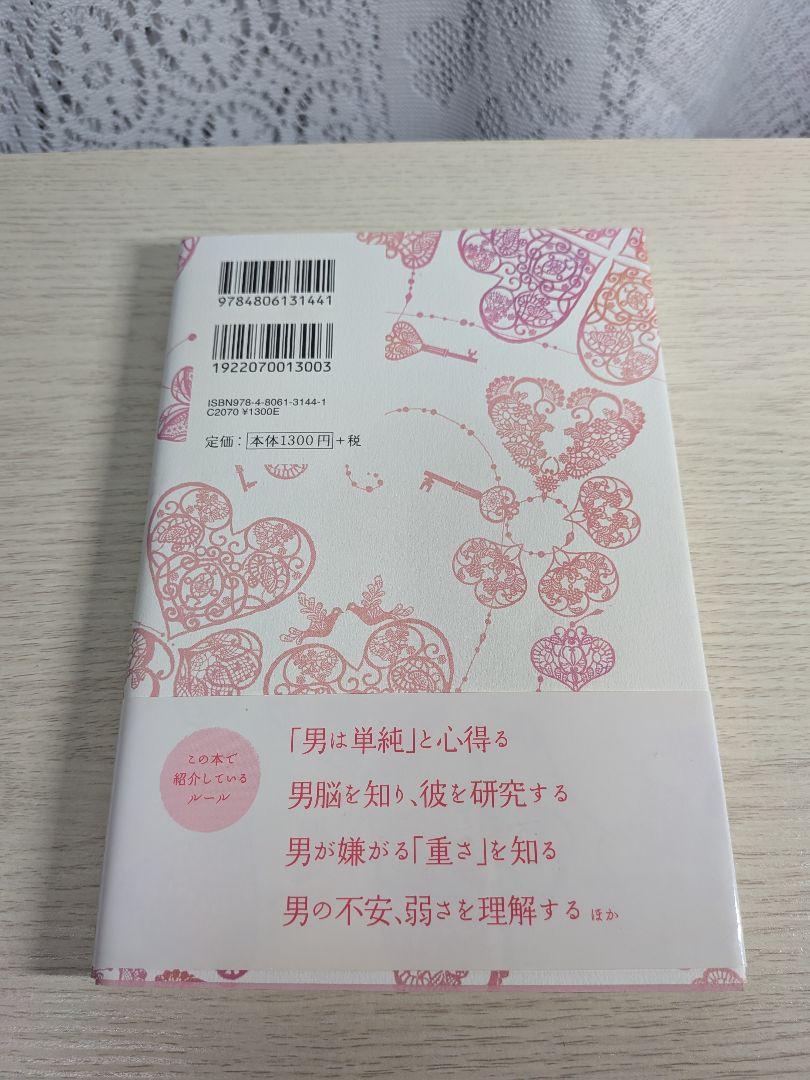 9784806131441
1922070013003
ISBN978-4-8061-3144-1
C2070 ¥1300E
定価：本体1300円＋税
この本で
紹介している
ルール
「男は単純」と心得る
男脳を知り、彼を研究する
男が嫌がる「重さ」を知る
男の不安、弱さを理解する ほか